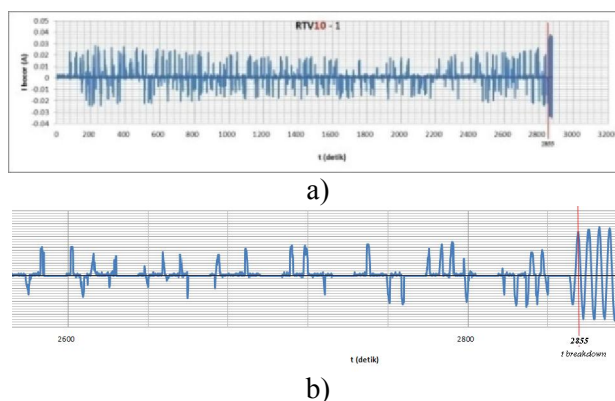 RTV10 - 1
I bocor (A)
0.05
0.04
0.03
0.02
0.01
0
-0.01
-0.02
-0.03
-0.04
0 200 400 600 800 1000 1200 1400 1600 1800 2000 2200 2400 2600 2800 3000 3200
2855
t (detik)
a)
2600 2800 2855
t (detik) t breakdown
b)